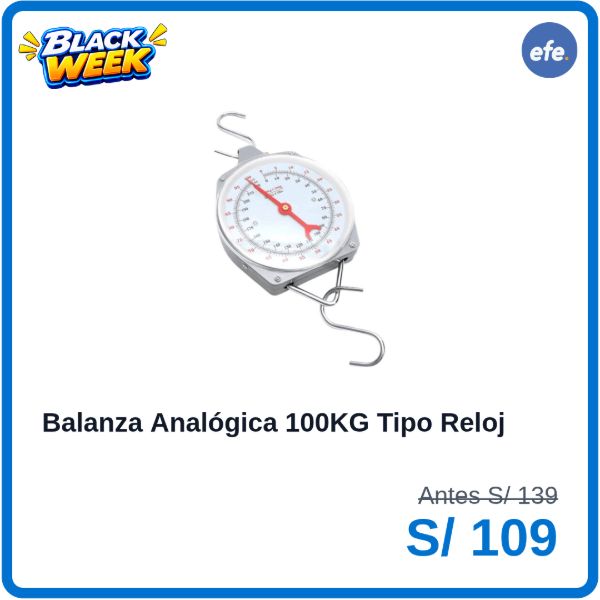 BLACK
WEEK
efe.
Balanza Analógica 100KG Tipo Reloj
Antes S/ 139
S/ 109